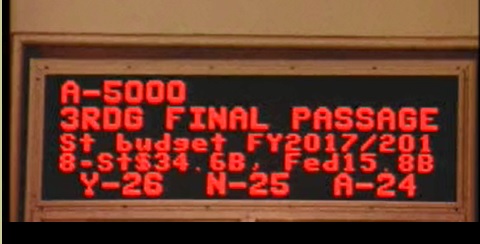 A-5000
3RDG FINAL PASSAGE
St budget FY2017/201
8-St$34.6B, Fed15.8B
Y-26 N-25 A-24